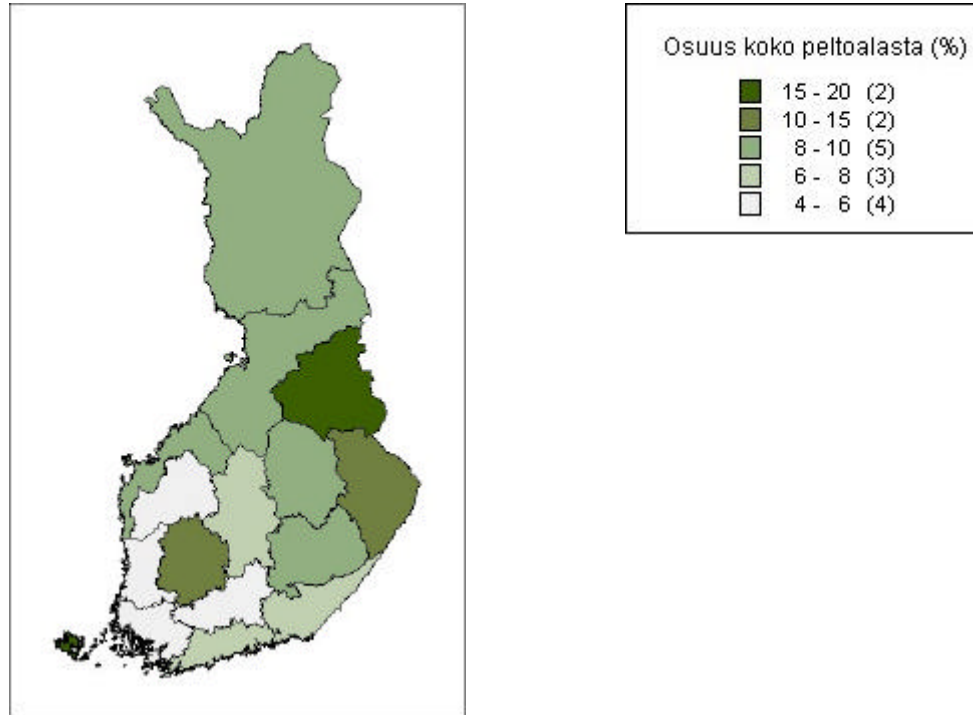 Osuus koko peltoalasta (%)
15 - 20 (2)
10 - 15 (2)
8 - 10 (5)
6 - 8 (3)
4 - 6 (4)